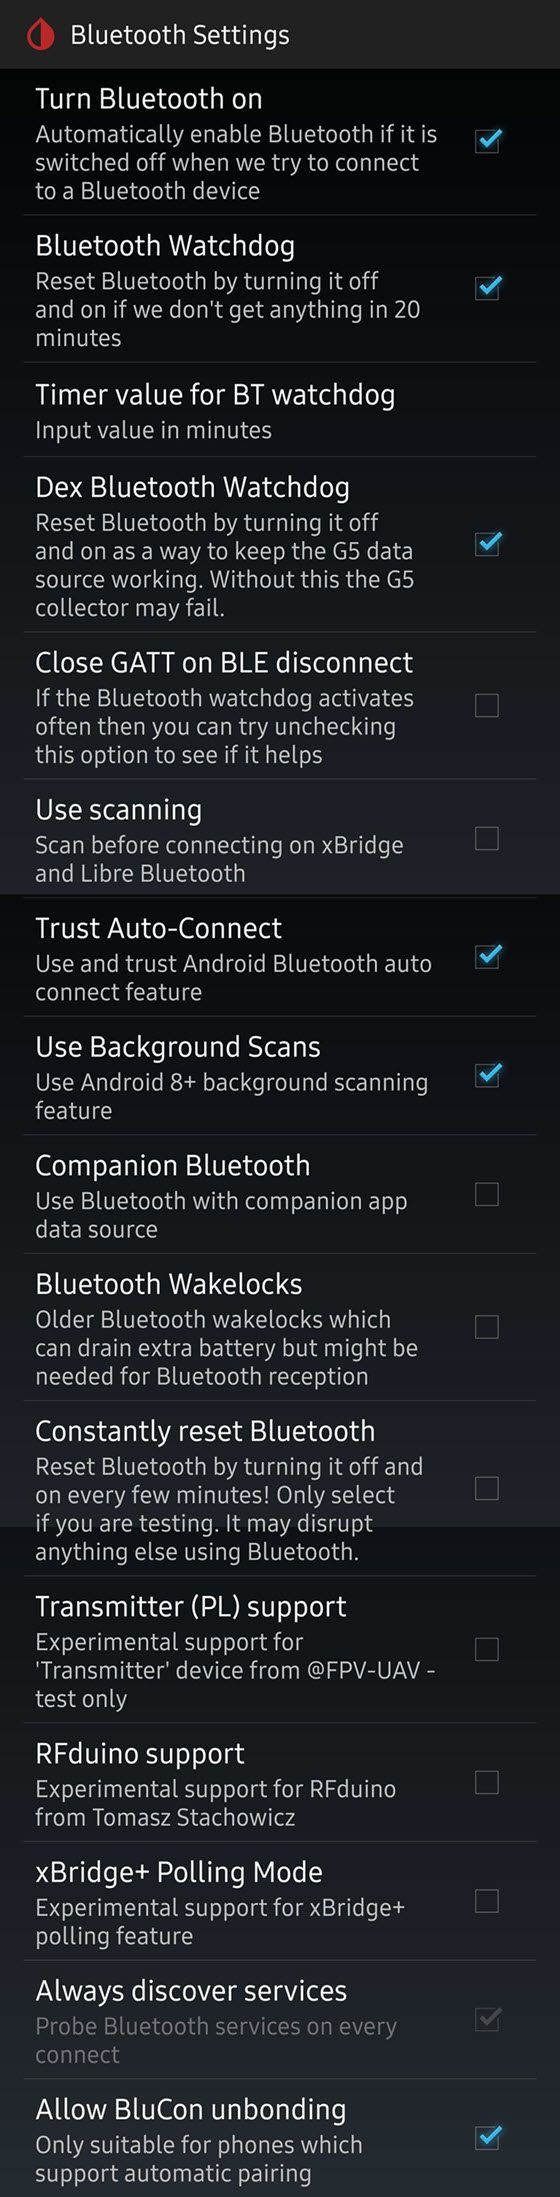 Bluetooth Settings
Turn Bluetooth on
Automatically enable Bluetooth if it is
switched off when we try to connect
to a Bluetooth device
Bluetooth Watchdog
Reset Bluetooth by turning it off
and on if we don't get anything in 20
minutes
Timer value for BT watchdog
Input value in minutes
Dex Bluetooth Watchdog
Reset Bluetooth by turning it off
and on as a way to keep the G5 data
source working. Without this the G5
collector may fail.
Close GATT on BLE disconnect
If the Bluetooth watchdog activates
often then you can try unchecking
this option to see if it helps
Use scanning
Scan before connecting on xBridge
and Libre Bluetooth
Trust Auto-Connect
Use and trust Android Bluetooth auto
connect feature
Use Background Scans
Use Android 8+ background scanning
feature
Companion Bluetooth
Use Bluetooth with companion app
data source
Bluetooth Wakelocks
Older Bluetooth wakelocks which
can drain extra battery but might be
needed for Bluetooth reception
Constantly reset Bluetooth
Reset Bluetooth by turning it off and
on every few minutes! Only select
if you are testing. It may disrupt
anything else using Bluetooth.
Transmitter (PL) support
Experimental support for
'Transmitter' device from @FPV-UAV -
test only
RFduino support
Experimental support for RFduino
from Tomasz Stachowicz
xBridge+ Polling Mode
Experimental support for xBridge+
polling feature
Always discover services
Probe Bluetooth services on every
connect
Allow BluCon unbonding
Only suitable for phones which
support automatic pairing